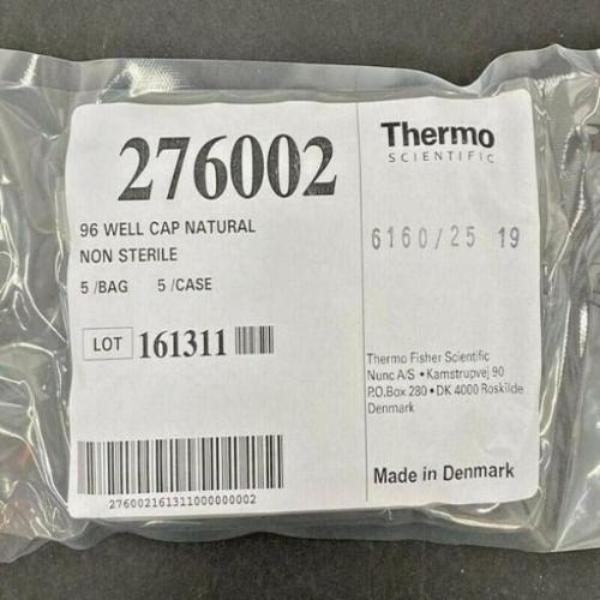 276002
96 WELL CAP NATURAL
NON STERILE
5 /BAG 5 /CASE
LOT 161311
276002161311000000002
Thermo
SCIENTIFIC
6160/25 19
Thermo Fisher Scientific
Nunc A/S • Kamstrupvej 90
P.O.Box 280 • DK 4000 Roskilde
Denmark
Made in Denmark